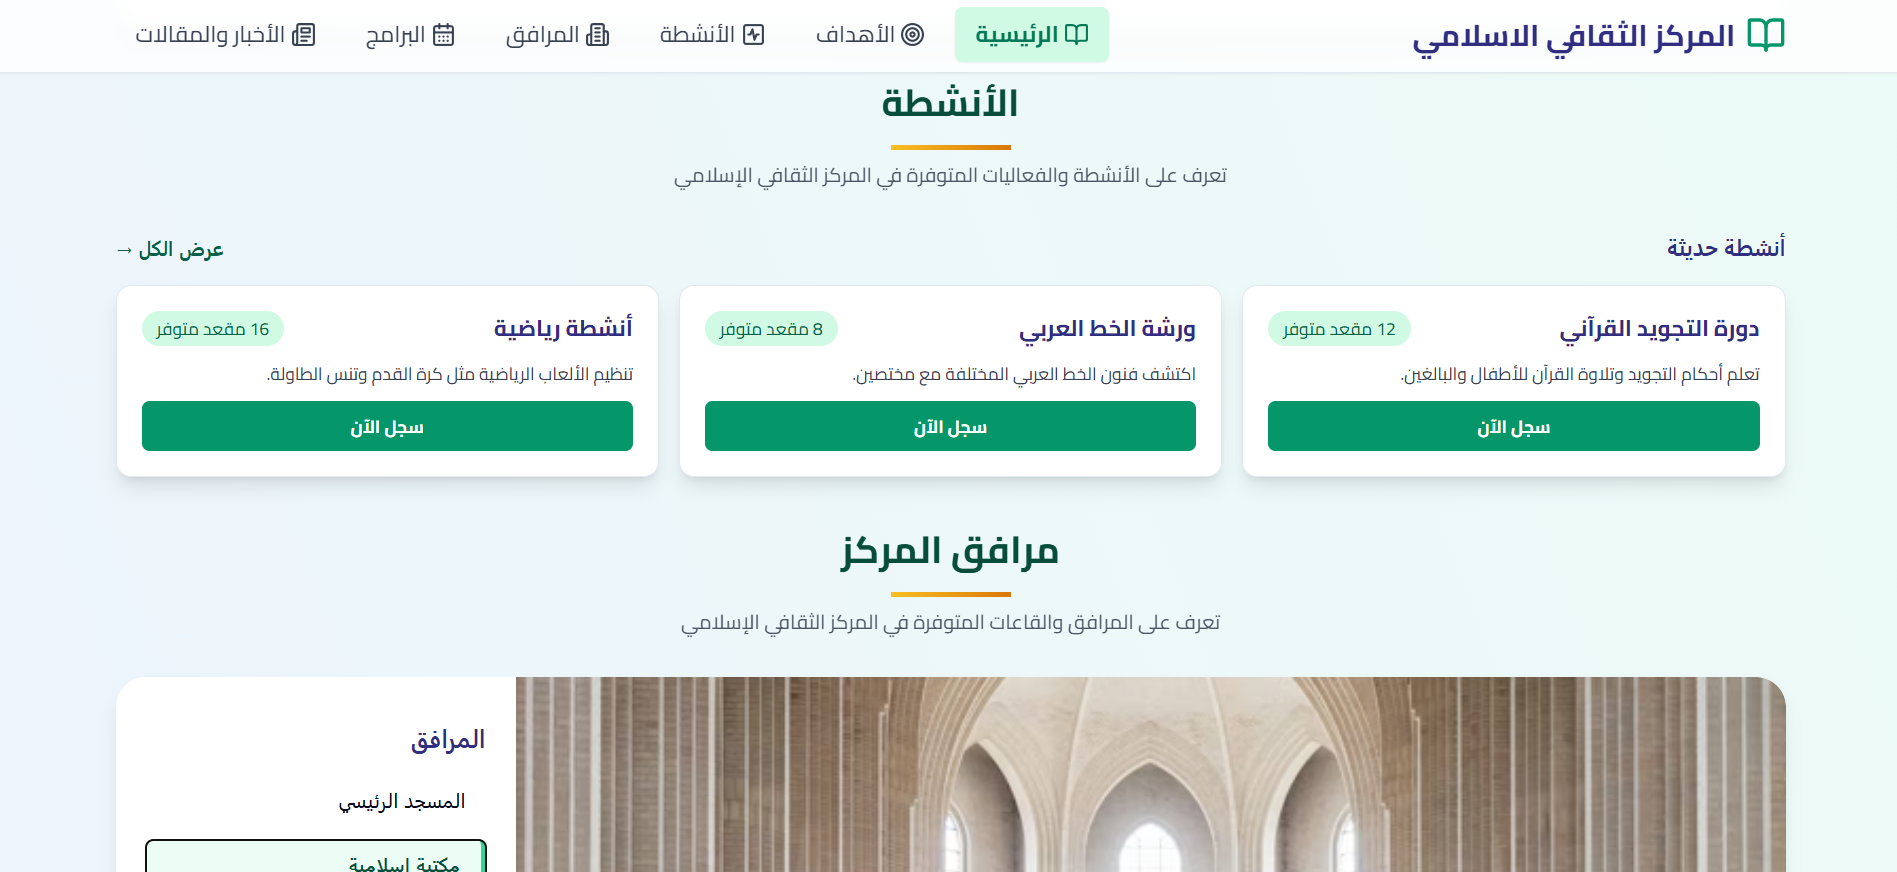 المركز الثقافي الاسلامي
الرئيسية
الأهداف
الأنشطة
المرافق
البرامج
الأخبار والمقالات
الأنشطة
تعرف على الأنشطة والفعاليات المتوفرة في المركز الثقافي الإسلامي
أنشطة حديثة
عرض الكل →
دورة التجويد القرآني
12 مقعد متوفر
تعلم أحكام التجويد وتلاوة القرآن للأطفال والبالغين.
سجل الآن
ورشة الخط العربي
8 مقعد متوفر
اكتشف فنون الخط العربي المختلفة مع مختصين.
سجل الآن
أنشطة رياضية
16 مقعد متوفر
تنظيم الألعاب الرياضية مثل كرة القدم وتنس الطاولة.
سجل الآن
مرافق المركز
تعرف على المرافق والقاعات المتوفرة في المركز الثقافي الإسلامي
المرافق
المسجد الرئيسي
مكتبة اسلامية